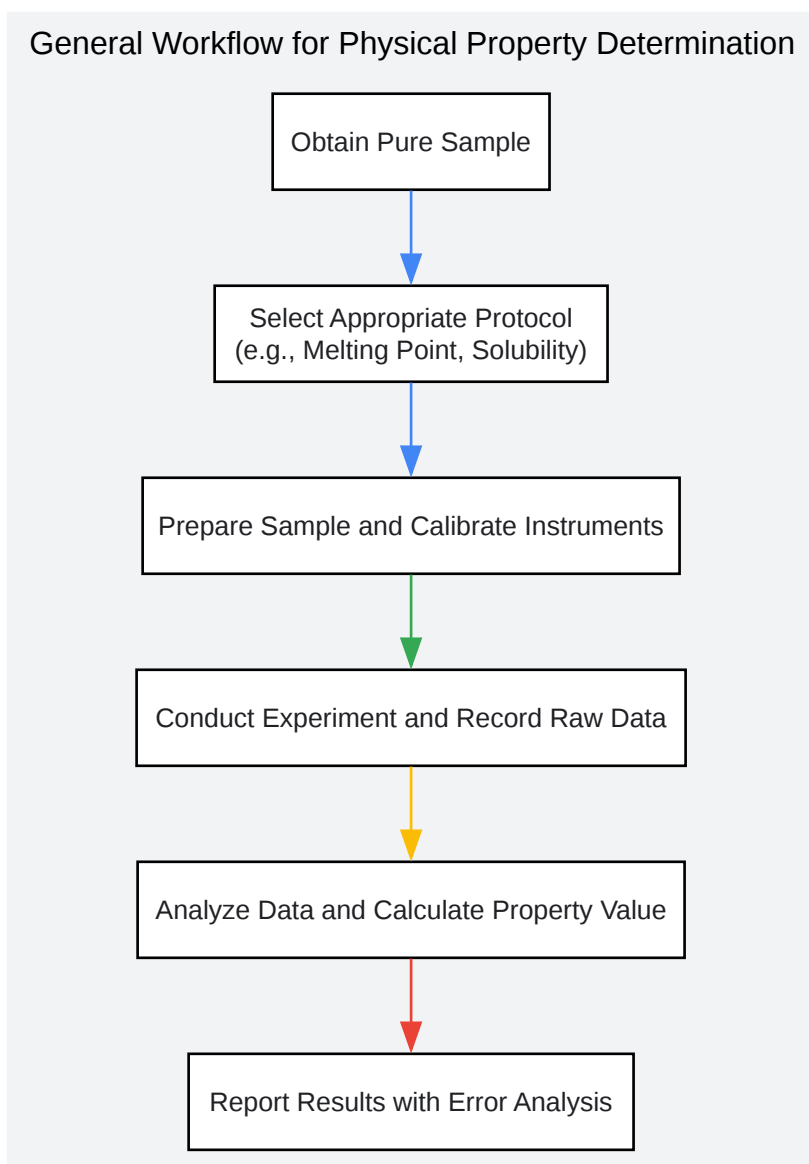 General Workflow for Physical Property Determination
Obtain Pure Sample
Select Appropriate Protocol
(e.g., Melting Point, Solubility)
Prepare Sample and Calibrate Instruments
Conduct Experiment and Record Raw Data
Analyze Data and Calculate Property Value
Report Results with Error Analysis